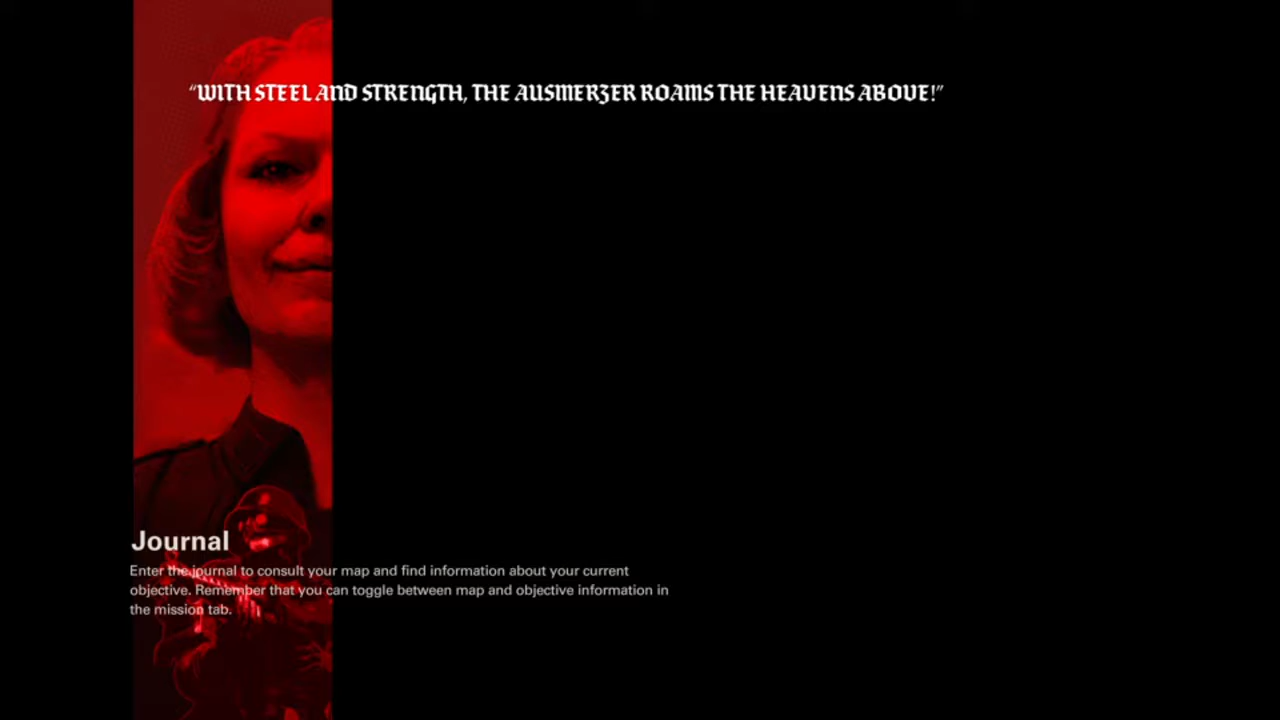 “WITH STEEL AND STRENGTH, THE AUSMERZER ROAMS THE HEAVENS ABOVE!”
Journal
Enter the journal to consult your map and find information about your current
objective. Remember that you can toggle between map and objective information in
the mission tab.